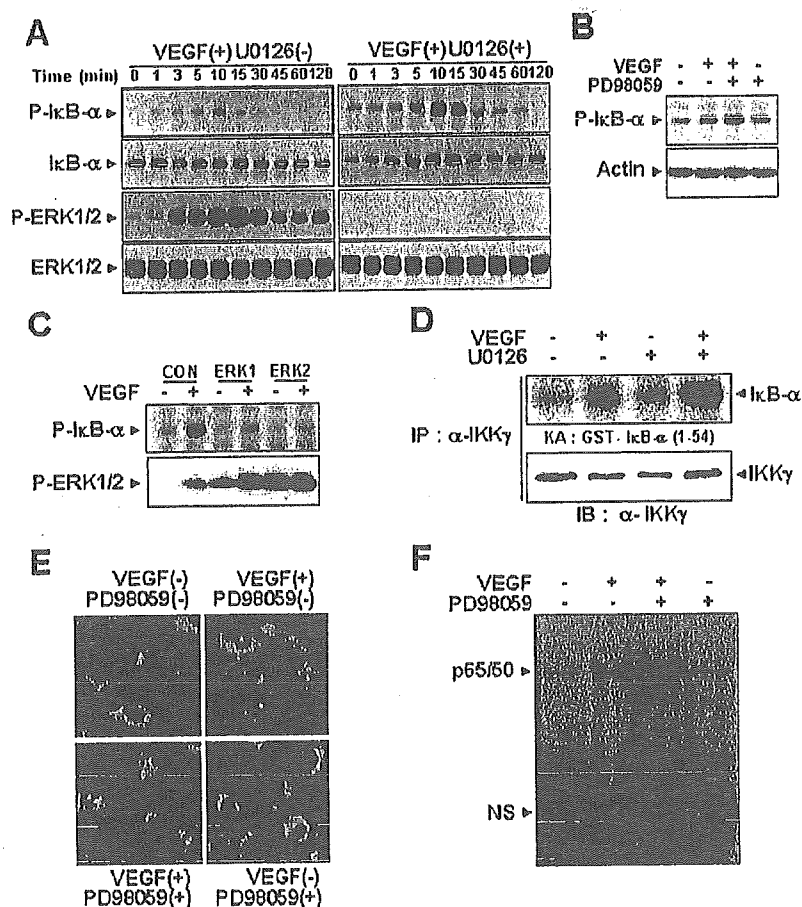 A
VEGF(+)U0126(-) VEGF(+)U0126(+)
Time (min) 0 1 3 5 10 15 30 45 60 120 0 1 3 5 10 15 30 45 60 120
P-IκB-α
IκB-α
P-ERK1/2
ERK1/2
B
VEGF - + + -
PD98059 - - + +
P-IκB-α
Actin
C
CON ERK1 ERK2
VEGF - + - + - +
P-IκB-α
P-ERK1/2
D
VEGF - + - +
U0126 - - + +
IκB-α
IP : α-IKKγ
KA : GST- IκB-α (1-54)
IKKγ
IB : α-IKKγ
E
VEGF(-) VEGF(+)
PD98059(-) PD98059(-)
VEGF(+) VEGF(-)
PD98059(+) PD98059(+)
F
VEGF - + + -
PD98059 - - + +
p65/50
NS